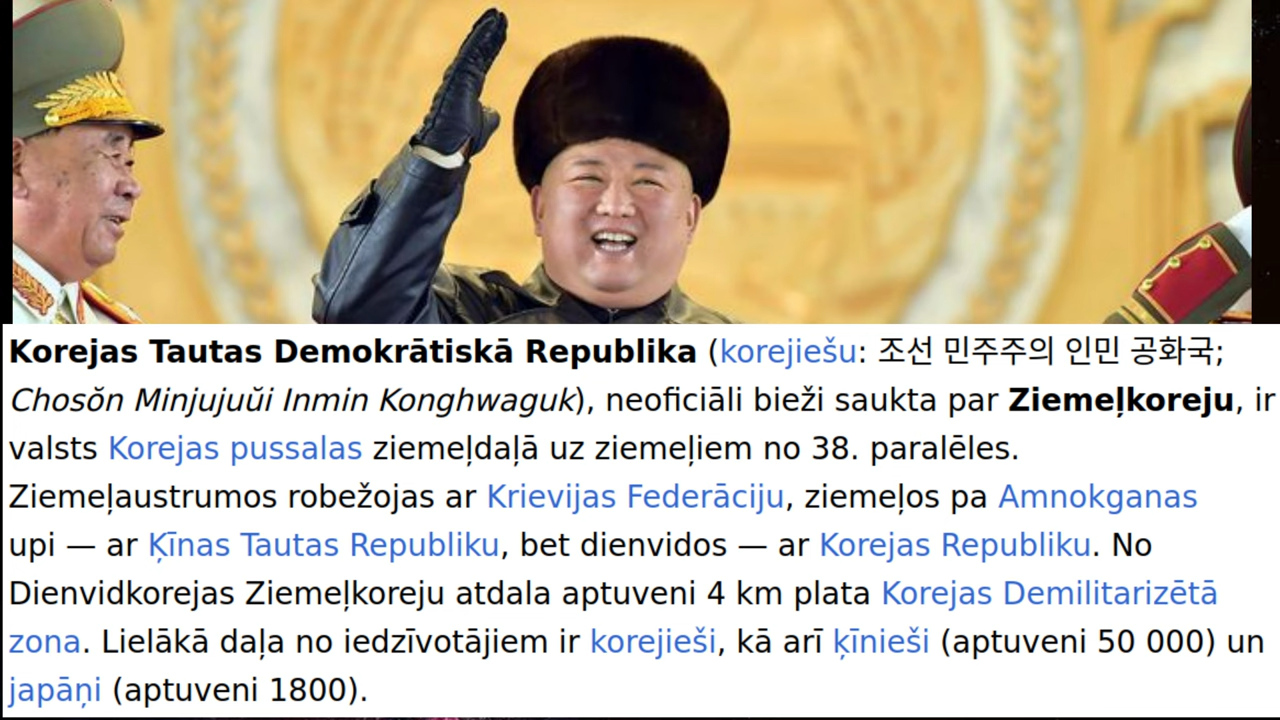 Korejas Tautas Demokrātiskā Republika (korejiešu: 조선 민주주의 인민 공화국;
Chosŏn Minjujuŭi Inmin Konghwaguk), neoficiāli bieži saukta par Ziemeļkoreju, ir
valsts Korejas pussalas ziemeļdaļā uz ziemeļiem no 38. paralēles.
Ziemeļaustrumos robežojas ar Krievijas Federāciju, ziemeļos pa Amnokganas
upi — ar Ķīnas Tautas Republiku, bet dienvidos — ar Korejas Republiku. No
Dienvidkorejas Ziemeļkoreju atdala aptuveni 4 km plata Korejas Demilitarizētā
zona. Lielākā daļa no iedzīvotājiem ir korejieši, kā arī ķīnieši (aptuveni 50 000) un
japāņi (aptuveni 1800).